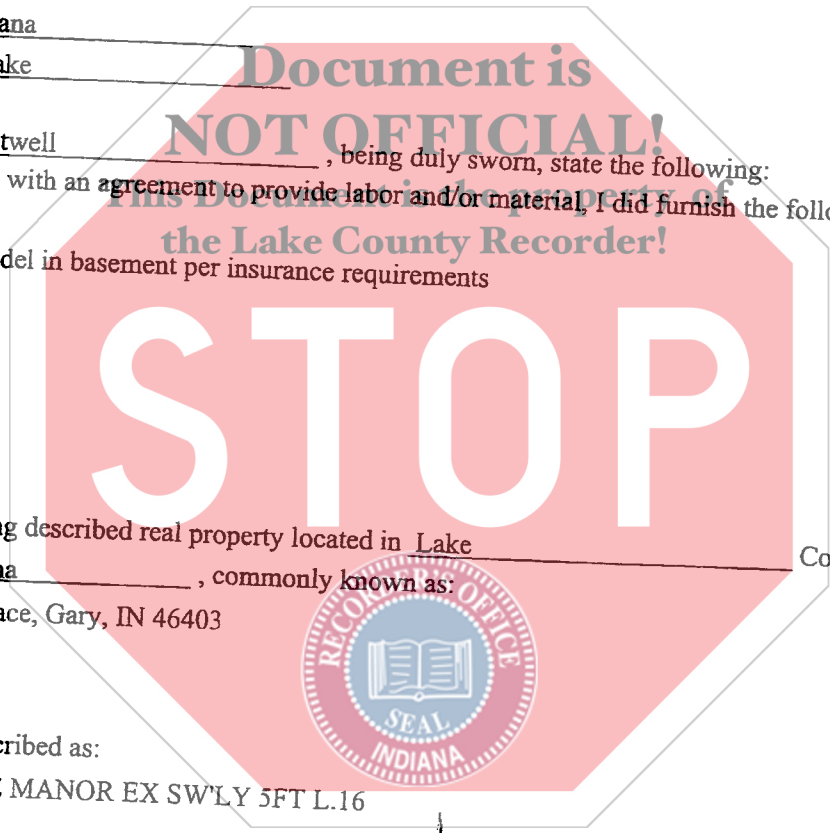 ana
ake
Document is
NOT OFFICIAL!
twell , being duly sworn, state the following:
with an agreement to provide labor and/or material, I did furnish the follo
This Document is the property of
the Lake County Recorder!
del in basement per insurance requirements
STOP
g described real property located in Lake Co
na , commonly known as:
ace, Gary, IN 46403
RECORDER OFFICE
SEAL
INDIANA
cribed as:
MANOR EX SW'LY 5FT L.16